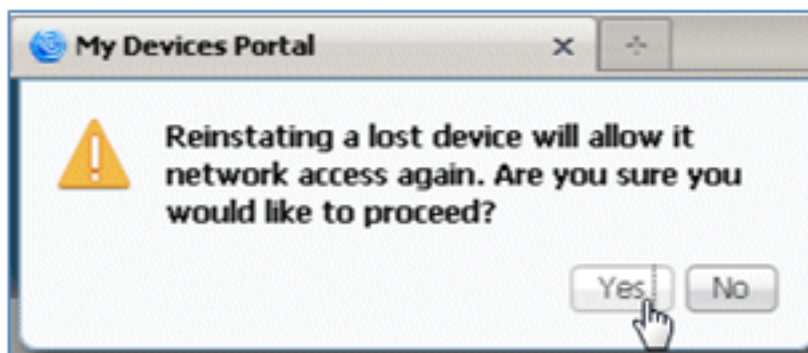 My Devices Portal
Reinstating a lost device will allow it
network access again. Are you sure you
would like to proceed?
Yes No